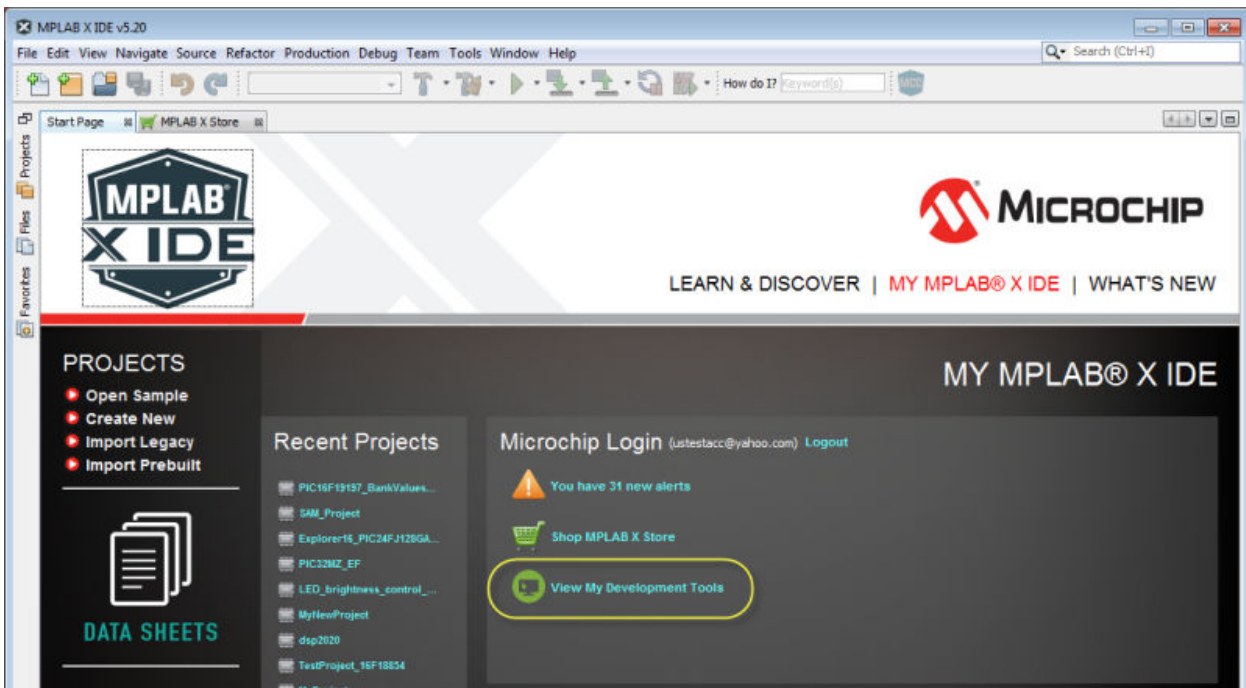 MPLAB X IDE v5.20
File Edit View Navigate Source Refactor Production Debug Team Tools Window Help
Search (Ctrl+I)
How do I? Keyword(s)
Start Page
MPLAB X Store
Projects
Files
Favorites
MPLAB®
X IDE
MICROCHIP
LEARN & DISCOVER | MY MPLAB® X IDE | WHAT'S NEW
PROJECTS
Open Sample
Create New
Import Legacy
Import Prebuilt
DATA SHEETS
MY MPLAB® X IDE
Recent Projects
PIC16F19197_BankValues...
SAM_Project
Explorer16_PIC24FJ128GA...
PIC32MZ_EF
LED_brightness_control_...
MyNewProject
dsp2020
TestProject_16F18854
Microchip Login (ustestacc@yahoo.com) Logout
You have 31 new alerts
Shop MPLAB X Store
View My Development Tools